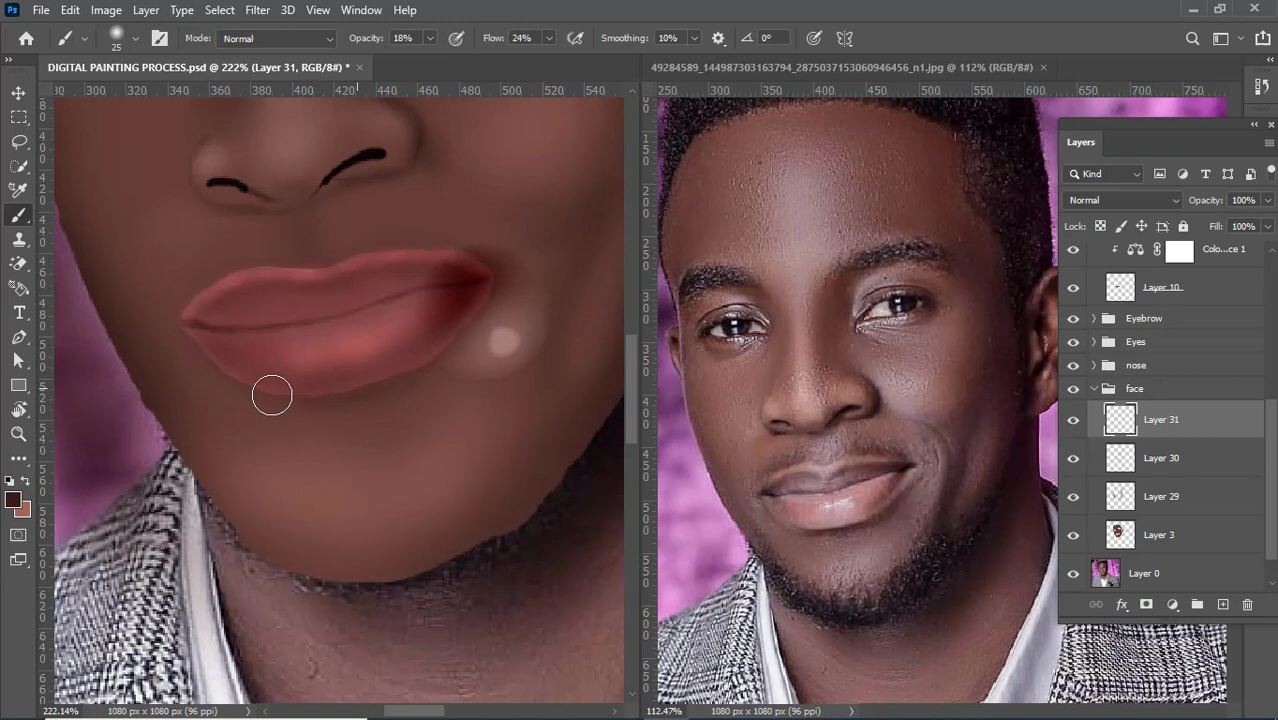 Ps File Edit Image Layer Type Select Filter 3D View Window Help
25 Mode: Normal Opacity: 18% Flow: 24% Smoothing: 10% 0°
DIGITAL PAINTING PROCESS.psd @ 222% (Layer 31, RGB/8#) * ×
49284589_144987303163794_2875037153060946456_n1.jpg @ 112% (RGB/8#) ×
300 320 340 360 380 400 420 440 460 480 500 520 540
250 300 350 400 450 500 550 600 650 700 750
Layers
Kind
Normal Opacity: 100%
Lock: Fill: 100%
Colo...ce 1
Layer 10
Eyebrow
Eyes
nose
face
Layer 31
Layer 30
Layer 29
Layer 3
Layer 0
fx
222.14% 1080 px x 1080 px (96 ppi)
112.47% 1080 px x 1080 px (96 ppi)